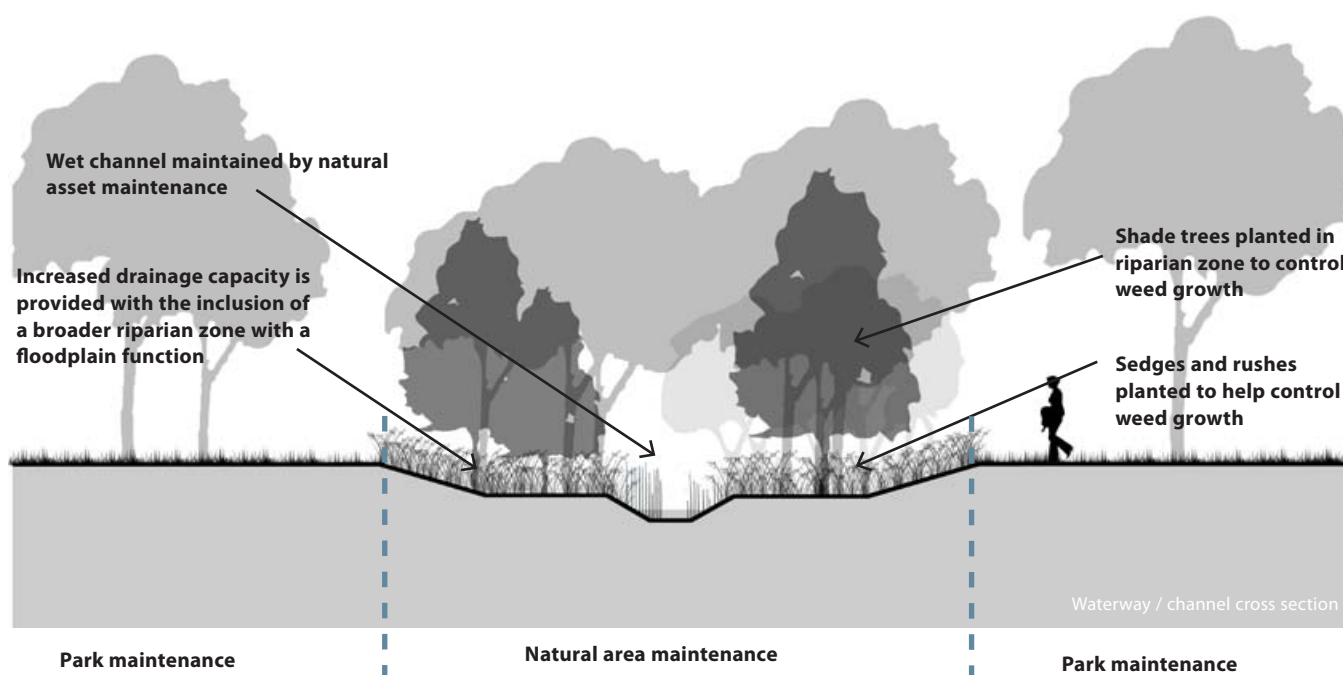 Wet channel maintained by natural
asset maintenance
Increased drainage capacity is
provided with the inclusion of
a broader riparian zone with a
floodplain function
Shade trees planted in
riparian zone to control
weed growth
Sedges and rushes
planted to help control
weed growth
Waterway / channel cross section
Park maintenance
Natural area maintenance
Park maintenance